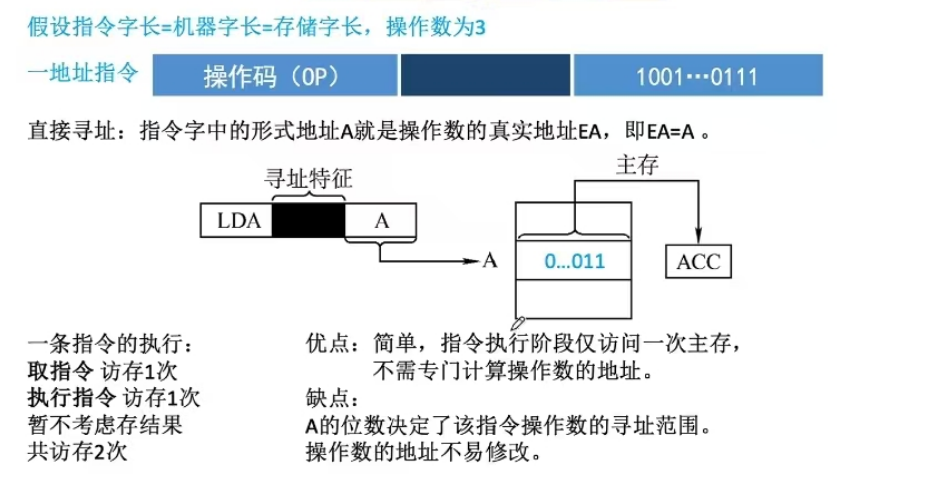 假设指令字长=机器字长=存储字长，操作数为3
一地址指令 操作码（OP） 1001…0111
直接寻址：指令字中的形式地址A就是操作数的真实地址EA，即EA=A 。
寻址特征 主存
LDA A
A 0...011 ACC
一条指令的执行：
取指令 访存1次
执行指令 访存1次
暂不考虑存结果
共访存2次
优点：简单，指令执行阶段仅访问一次主存，
不需专门计算操作数的地址。
缺点：
A的位数决定了该指令操作数的寻址范围。
操作数的地址不易修改。